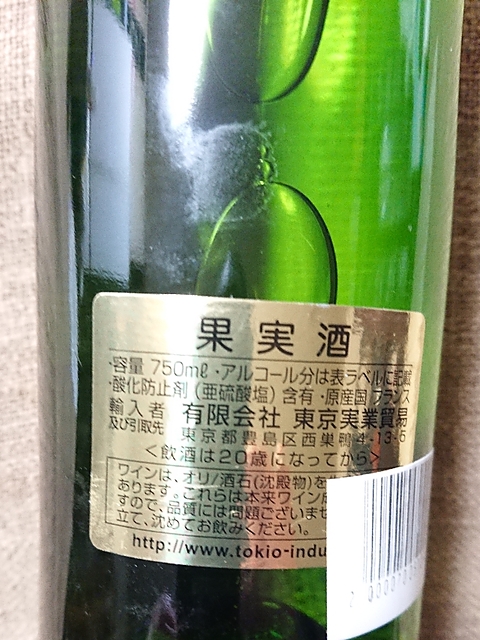 果実酒
・容量 750ml ・アルコール分は表ラベルに記載
・酸化防止剤（亜硫酸塩）含有・原産国 フランス
輸入者 有限会社 東京実業貿易
及び引取先 東京都豊島区西巣鴨4-13-5
＜飲酒は20歳になってから＞
ワインは、オリ/酒石(沈殿物)を
あります。これらは本来ワイン
すので、品質には問題ございませ
立て、沈めてお飲みください。
http://www.tokio-indu